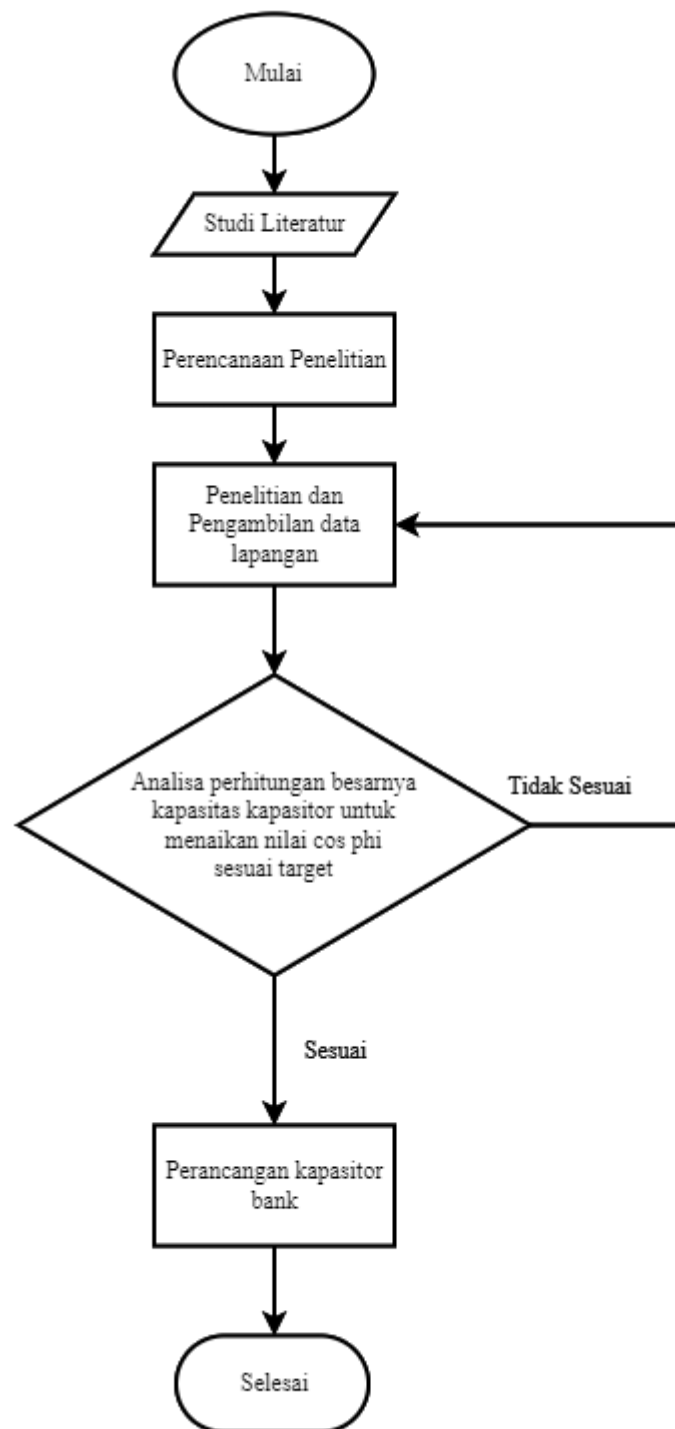 Mulai
Studi Literatur
Perencanaan Penelitian
Penelitian dan
Pengambilan data
lapangan
Analisa perhitungan besarnya
kapasitas kapasitor untuk
menaikan nilai cos phi
sesuai target
Tidak Sesuai
Sesuai
Perancangan kapasitor
bank
Selesai